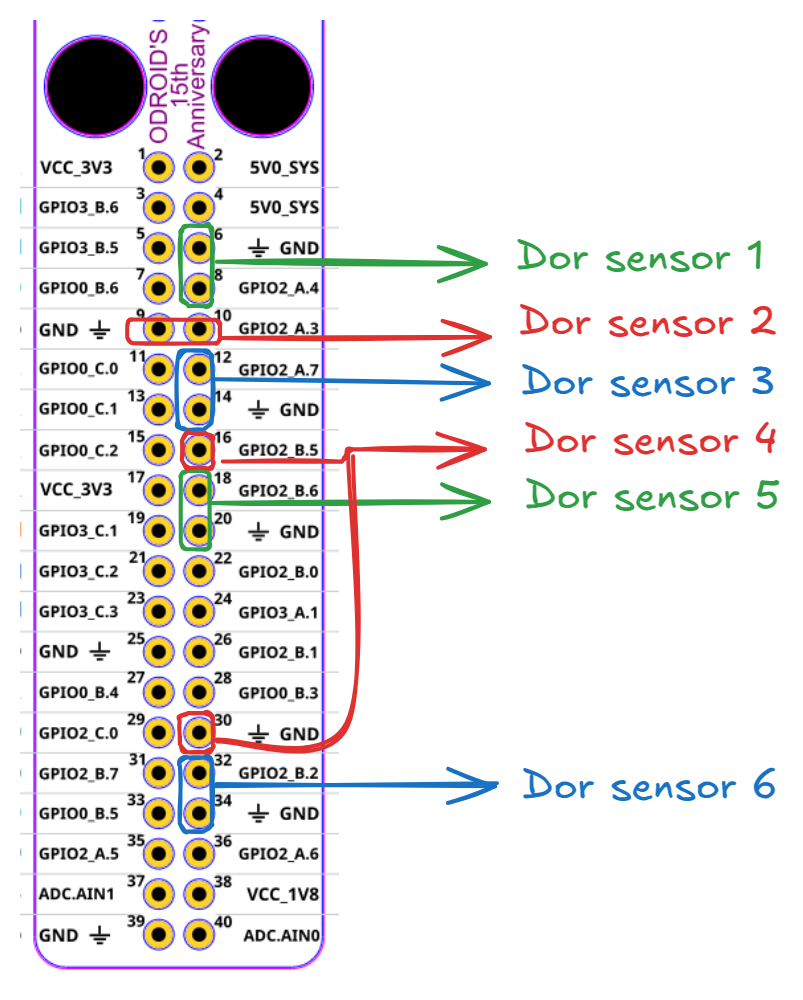 ODROID'S
15th
Anniversary
VCC_3V3 1 2 5V0_SYS
GPIO3_B.6 3 4 5V0_SYS
GPIO3_B.5 5 6 GND
Dor sensor 1
GPIO0_B.6 7 8 GPIO2_A.4
GND 9 10 GPIO2_A.3
Dor sensor 2
GPIO0_C.0 11 12 GPIO2_A.7
Dor sensor 3
GPIO0_C.1 13 14 GND
GPIO0_C.2 15 16 GPIO2_B.5
Dor sensor 4
VCC_3V3 17 18 GPIO2_B.6
Dor sensor 5
GPIO3_C.1 19 20 GND
GPIO3_C.2 21 22 GPIO2_B.0
GPIO3_C.3 23 24 GPIO3_A.1
GND 25 26 GPIO2_B.1
GPIO0_B.4 27 28 GPIO0_B.3
GPIO2_C.0 29 30 GND
GPIO2_B.7 31 32 GPIO2_B.2
Dor sensor 6
GPIO0_B.5 33 34 GND
GPIO2_A.5 35 36 GPIO2_A.6
ADC.AIN1 37 38 VCC_1V8
GND 39 40 ADC.AIN0